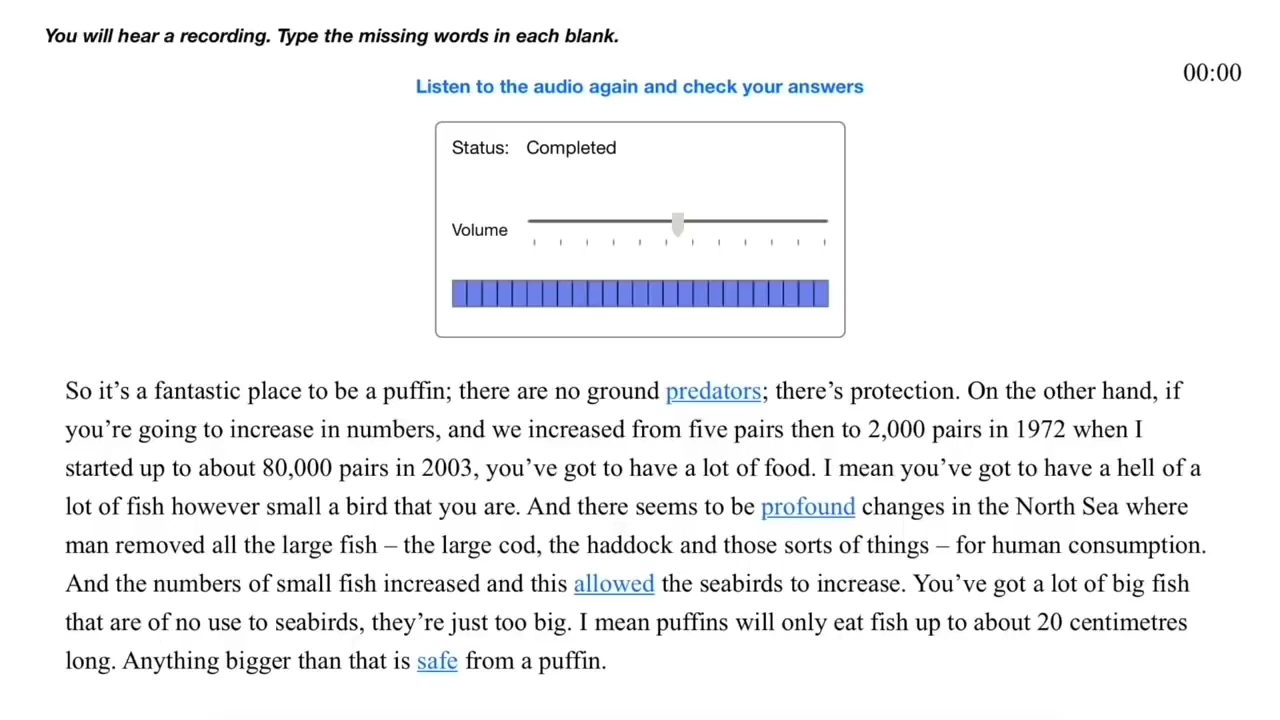 You will hear a recording. Type the missing words in each blank.
00:00
Listen to the audio again and check your answers
Status: Completed
Volume
So it's a fantastic place to be a puffin; there are no ground predators; there's protection. On the other hand, if
you're going to increase in numbers, and we increased from five pairs then to 2,000 pairs in 1972 when I
started up to about 80,000 pairs in 2003, you've got to have a lot of food. I mean you've got to have a hell of a
lot of fish however small a bird that you are. And there seems to be profound changes in the North Sea where
man removed all the large fish – the large cod, the haddock and those sorts of things – for human consumption.
And the numbers of small fish increased and this allowed the seabirds to increase. You've got a lot of big fish
that are of no use to seabirds, they're just too big. I mean puffins will only eat fish up to about 20 centimetres
long. Anything bigger than that is safe from a puffin.